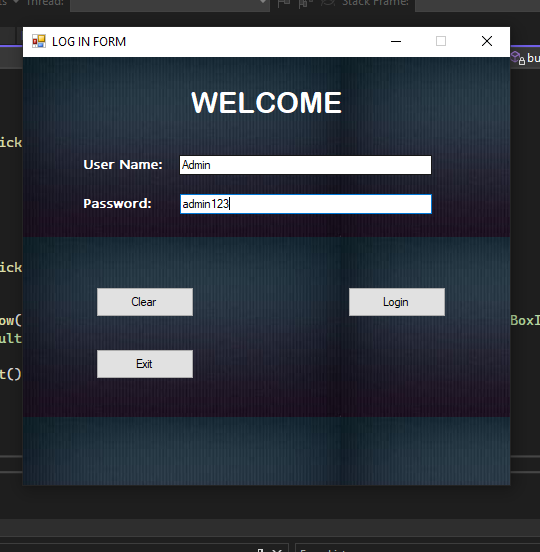 Thread:
Stack Frame:
LOG IN FORM
bu
WELCOME
ick
User Name: Admin
Password: admin123
ick
Clear
Login
ow(
BoxI
ult
Exit
t()